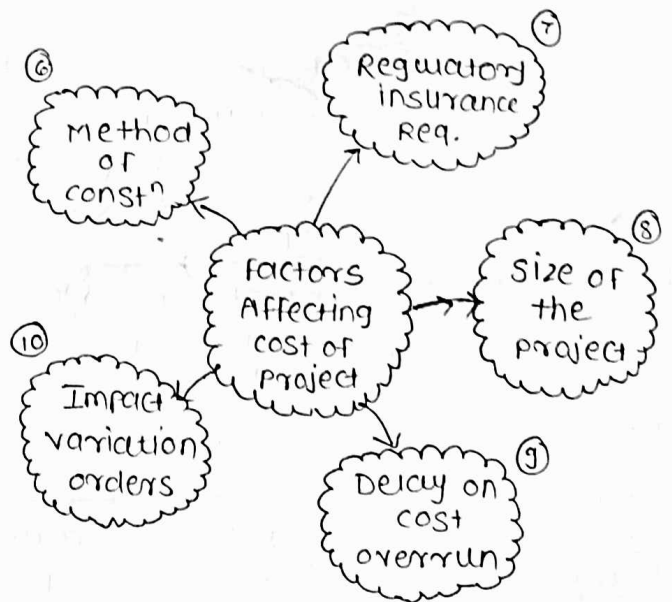 ⑥
Method
of
constⁿ
⑦
Regulatory
insurance
Req.
⑧
Size of
the
project
Factors
Affecting
cost of
project
⑩
Impact
variation
orders
⑨
Delay on
cost
overrun